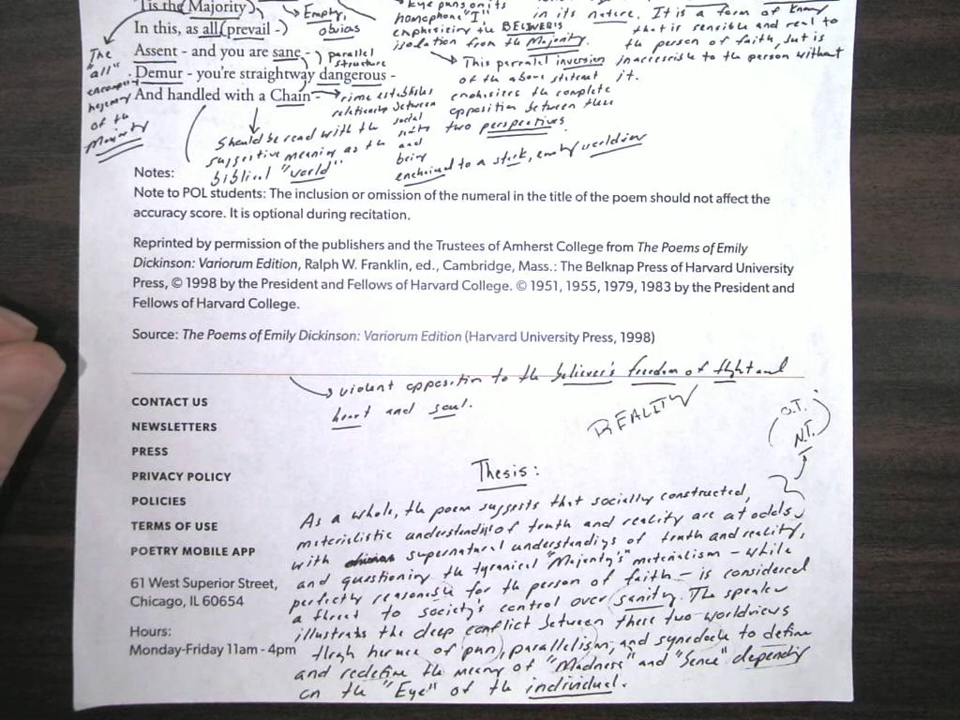 'Tis the Majority
In this, as all prevail -
Assent - and you are sane -
Demur - you're straightway dangerous -
And handled with a Chain -
Empty,
obvious
parallel
structure
The
"all"
hegemony
of the
Majority
rime establishes
relationship between
social
and
being
enchained to a stark, empty worldview
Should be read with the
suggestive meaning as the
biblical "world"
eye puns on its
homophone "I"
emphasizing the BELIEVER'S
isolation from the Majority.
This parallel inversion
of the above statement
emphasizes the complete
opposition between these
two perspectives
in its nature. It is a form of know
that is sensible and real to
the person of faith, but is
inaccessible to the person without
it.
Notes:
Note to POL students: The inclusion or omission of the numeral in the title of the poem should not affect the
accuracy score. It is optional during recitation.
Reprinted by permission of the publishers and the Trustees of Amherst College from The Poems of Emily
Dickinson: Variorum Edition, Ralph W. Franklin, ed., Cambridge, Mass.: The Belknap Press of Harvard University
Press, © 1998 by the President and Fellows of Harvard College. © 1951, 1955, 1979, 1983 by the President and
Fellows of Harvard College.
Source: The Poems of Emily Dickinson: Variorum Edition (Harvard University Press, 1998)
violent opposition to the believer's freedom of thght and
heart and soul.
REALITY
O.T.
N.T.
CONTACT US
NEWSLETTERS
PRESS
PRIVACY POLICY
POLICIES
TERMS OF USE
POETRY MOBILE APP
61 West Superior Street,
Chicago, IL 60654
Hours:
Monday-Friday 11am - 4pm
Thesis:
As a whole, the poem suggests that socially constructed,
materialistic understandings of truth and reality are at odds
with supernatural understandings of truth and reality,
and questioning the tyranical "Majority's" materialism - while
perfectly reasonable for the person of faith - is considered
a threat to society's control over sanity. The speaker
illustrates the deep conflict between these two worldviews
thrgh her use of pun, parallelism, and synecdoche to define
and redefine the meaning of "Madness" and "Sense" depending
on the "Eye" of the individual.